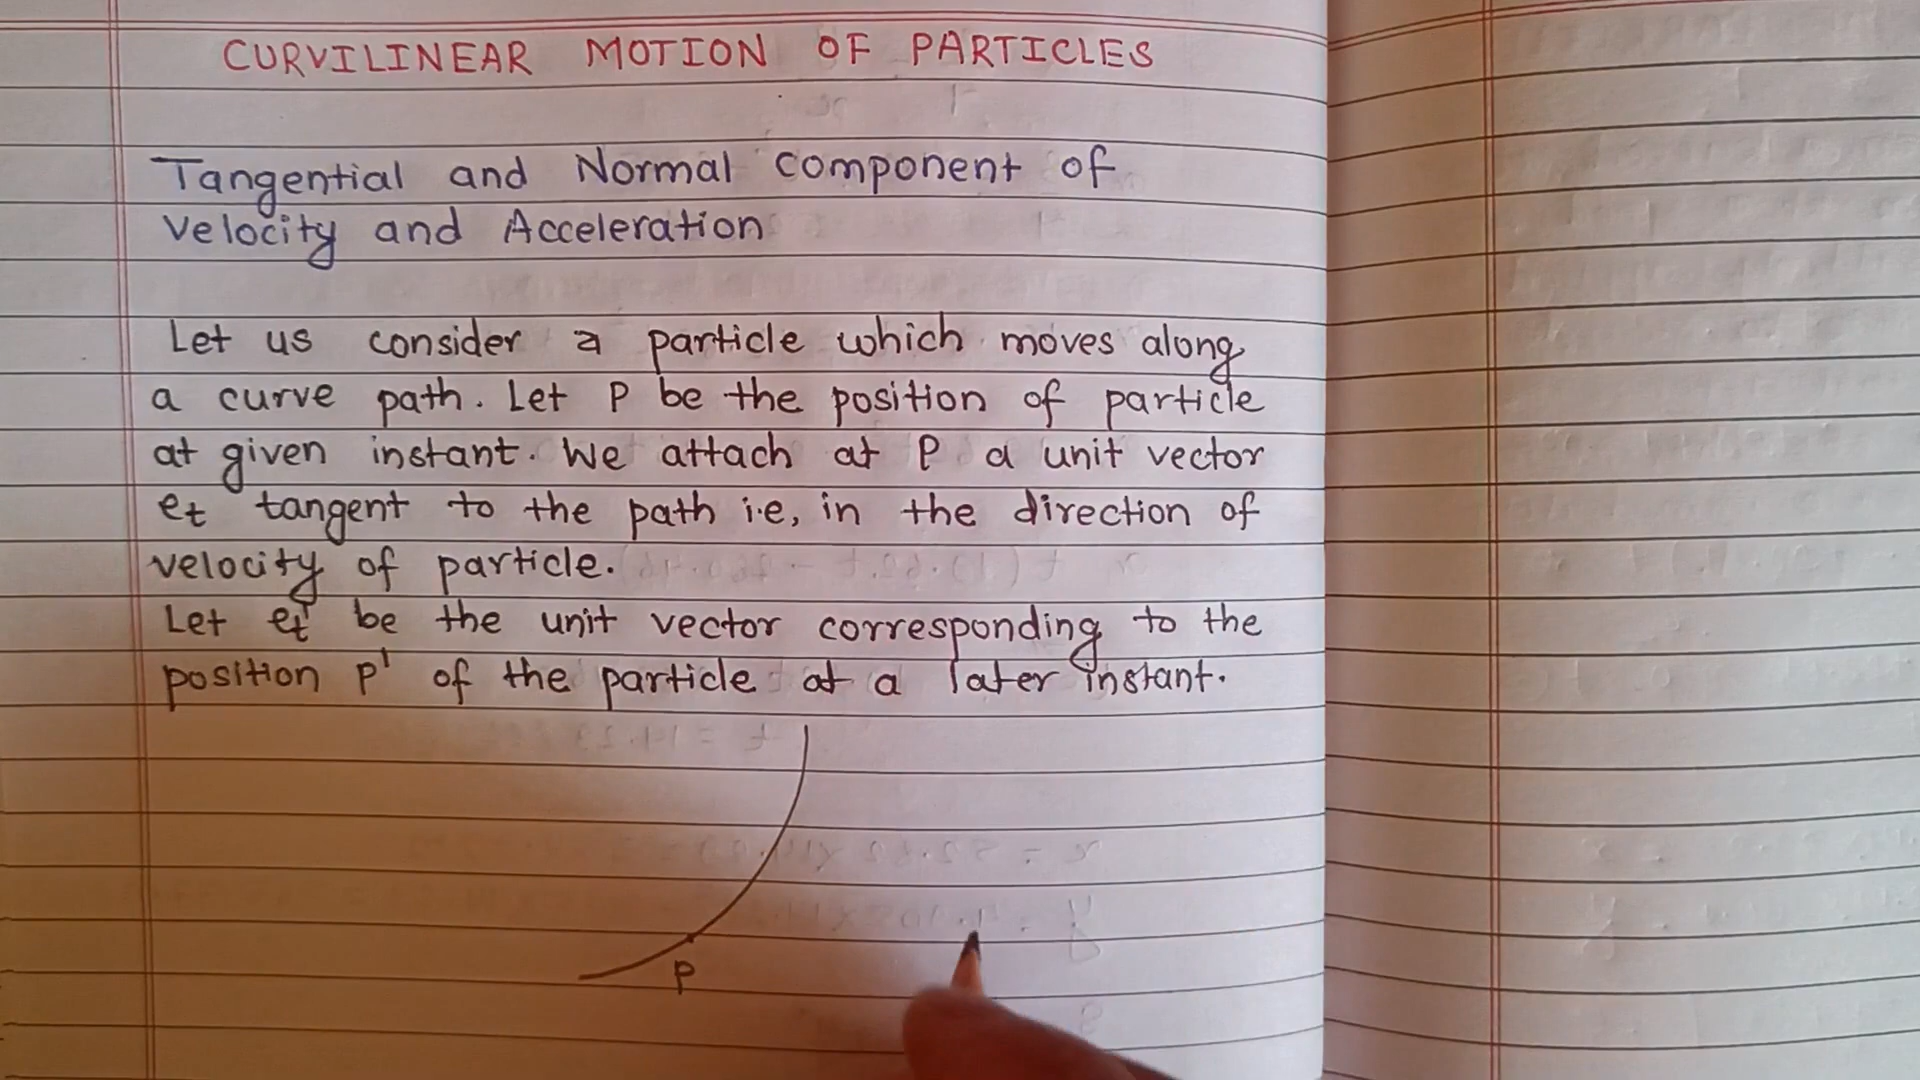 CURVILINEAR MOTION OF PARTICLES
Tangential and Normal component of
velocity and Acceleration
Let us consider a particle which moves along
a curve path. Let P be the position of particle
at given instant. We attach at P a unit vector
et tangent to the path i.e, in the direction of
velocity of particle.
Let et' be the unit vector corresponding to the
position p' of the particle at a later instant.
P